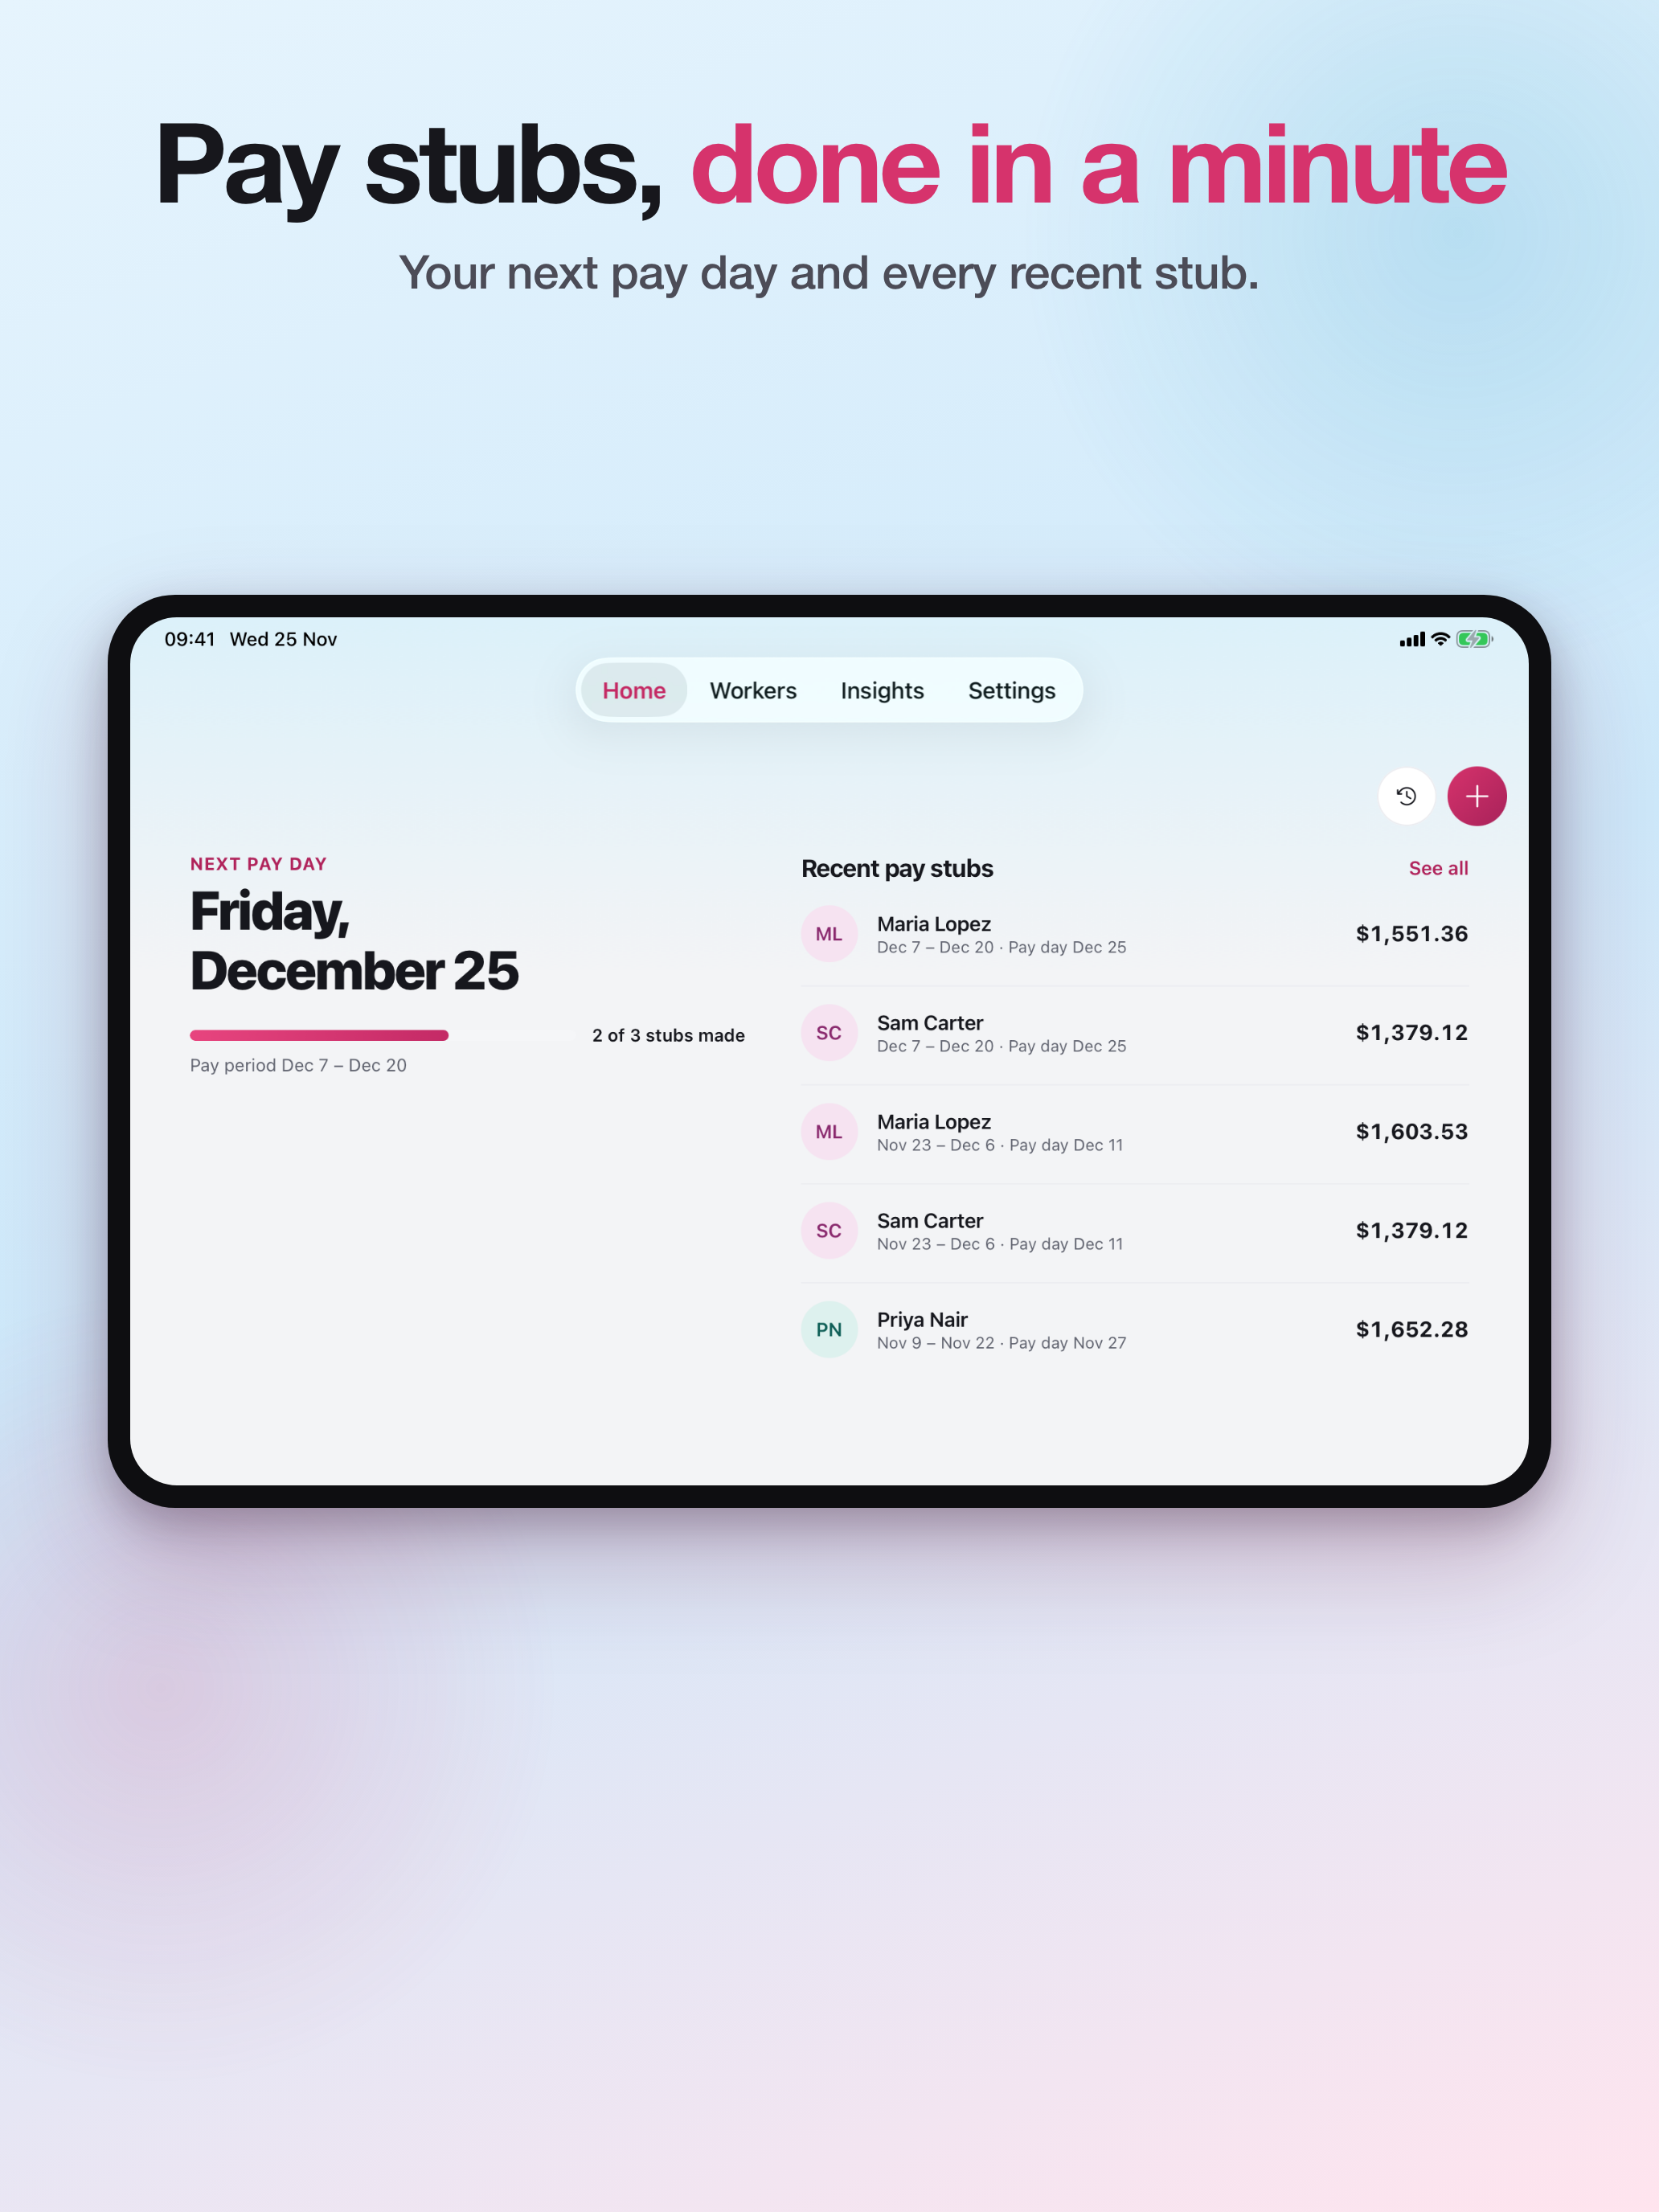 Pay stubs, done in a minute
Your next pay day and every recent stub.
09:41 Wed 25 Nov
Home Workers Insights Settings
NEXT PAY DAY
Friday,
December 25
2 of 3 stubs made
Pay period Dec 7 – Dec 20
Recent pay stubs See all
ML Maria Lopez $1,551.36
Dec 7 – Dec 20 · Pay day Dec 25
SC Sam Carter $1,379.12
Dec 7 – Dec 20 · Pay day Dec 25
ML Maria Lopez $1,603.53
Nov 23 – Dec 6 · Pay day Dec 11
SC Sam Carter $1,379.12
Nov 23 – Dec 6 · Pay day Dec 11
PN Priya Nair $1,652.28
Nov 9 – Nov 22 · Pay day Nov 27